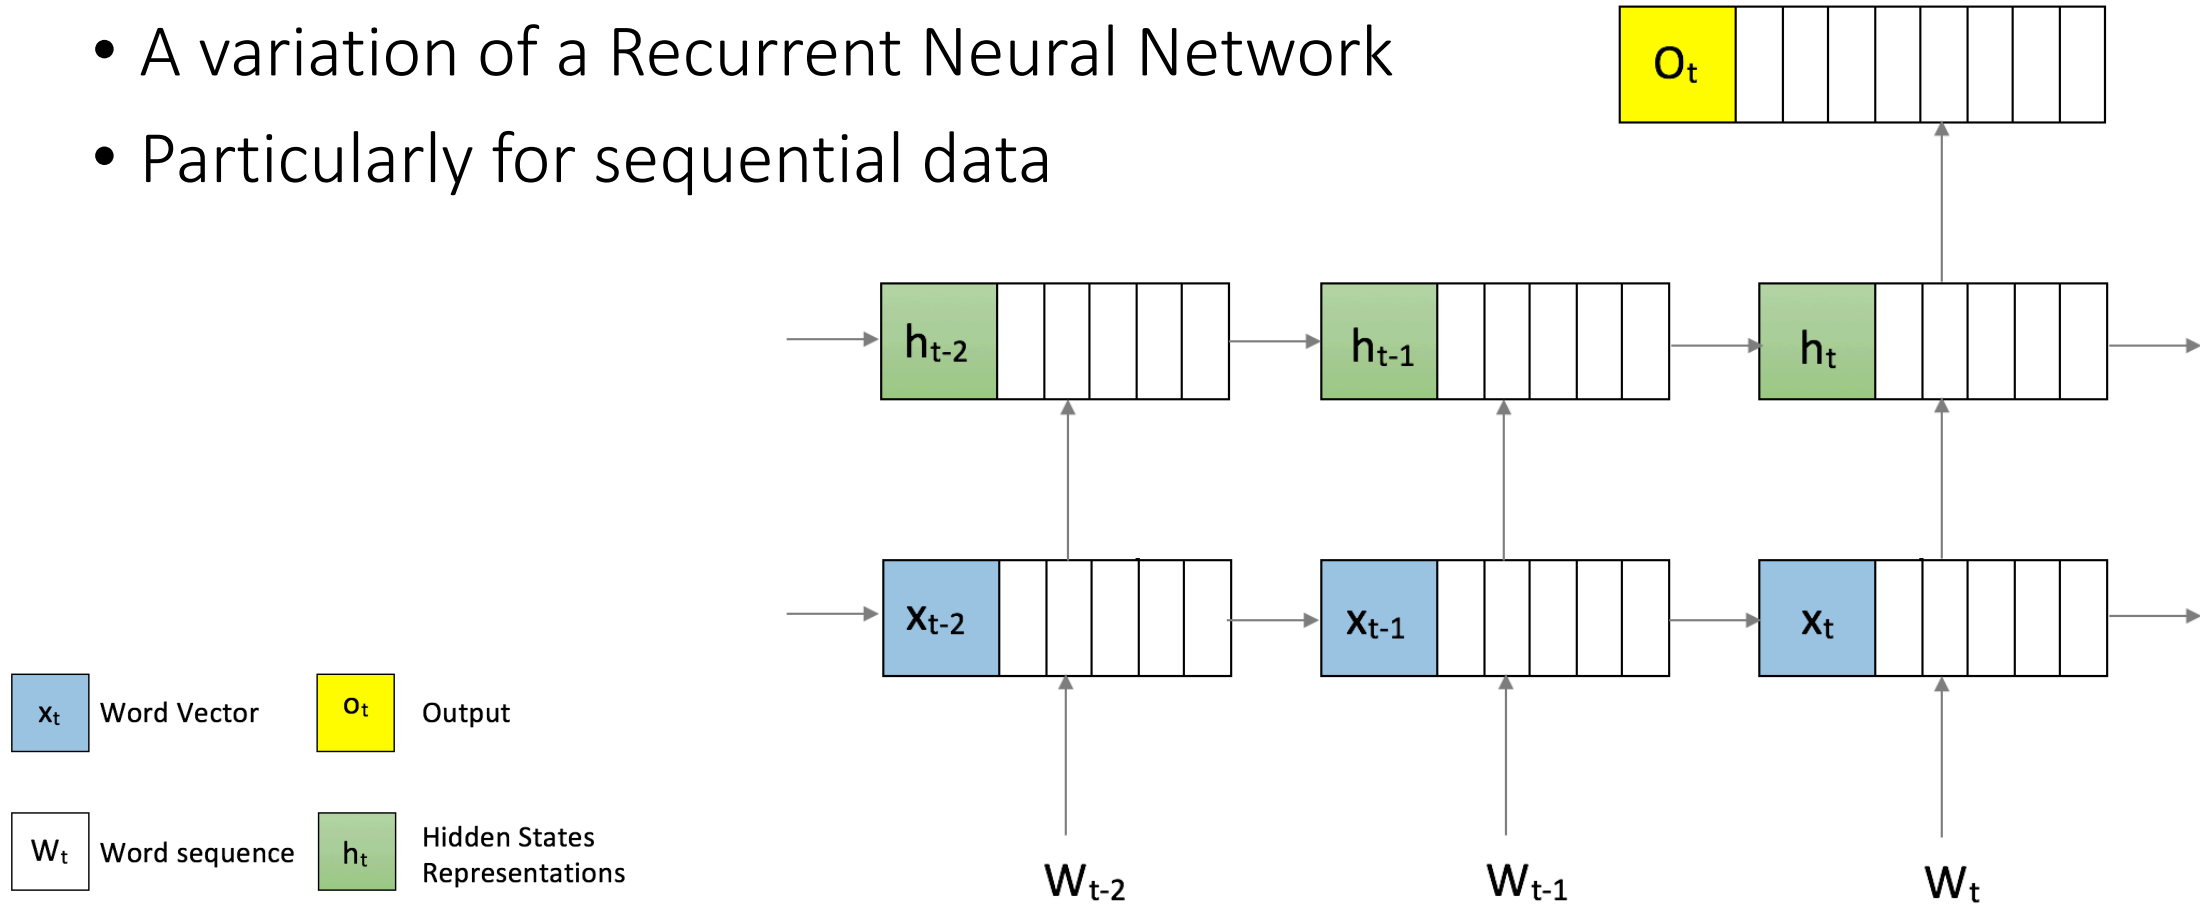 • A variation of a Recurrent Neural Network
• Particularly for sequential data
Ot
ht-2
ht-1
ht
xt-2
xt-1
xt
xt Word Vector
ot Output
Wt Word sequence
ht Hidden States
Representations
Wt-2
Wt-1
Wt